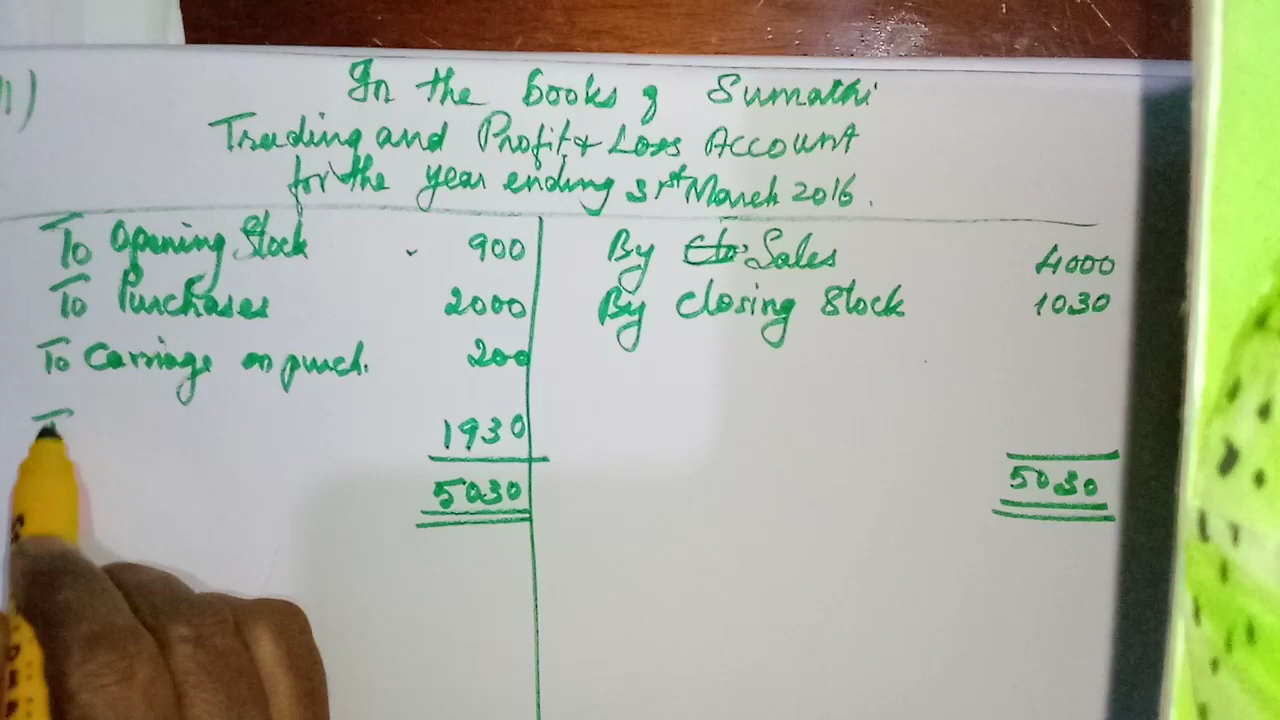 In the books of Sumathi
Trading and Profit & Loss Account
for the year ending 31st March 2016.
To Opening Stock 900 By Sales 4000
To Purchases 2000 By Closing Stock 1030
To Carriage on purch. 200
1930
5030 5030